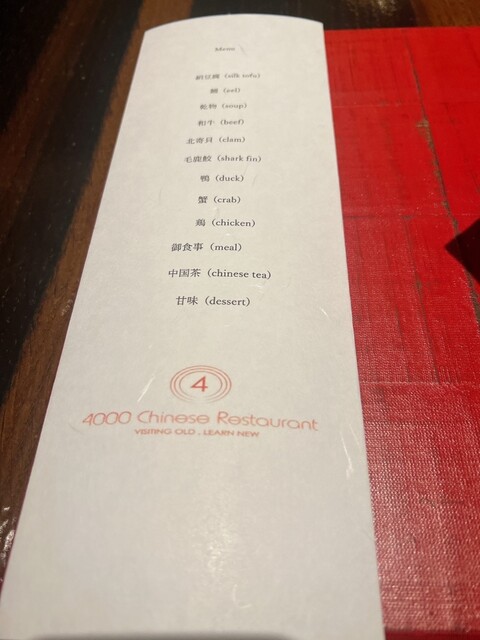 Menu
絹豆腐（silk tofu）
鰻（eel）
乾物（soup）
和牛（beef）
北寄貝（clam）
毛鹿鮫（shark fin）
鴨（duck）
蟹（crab）
鶏（chicken）
御食事（meal）
中国茶（chinese tea）
甘味（dessert）
4
4000 Chinese Restaurant
VISITING OLD , LEARN NEW